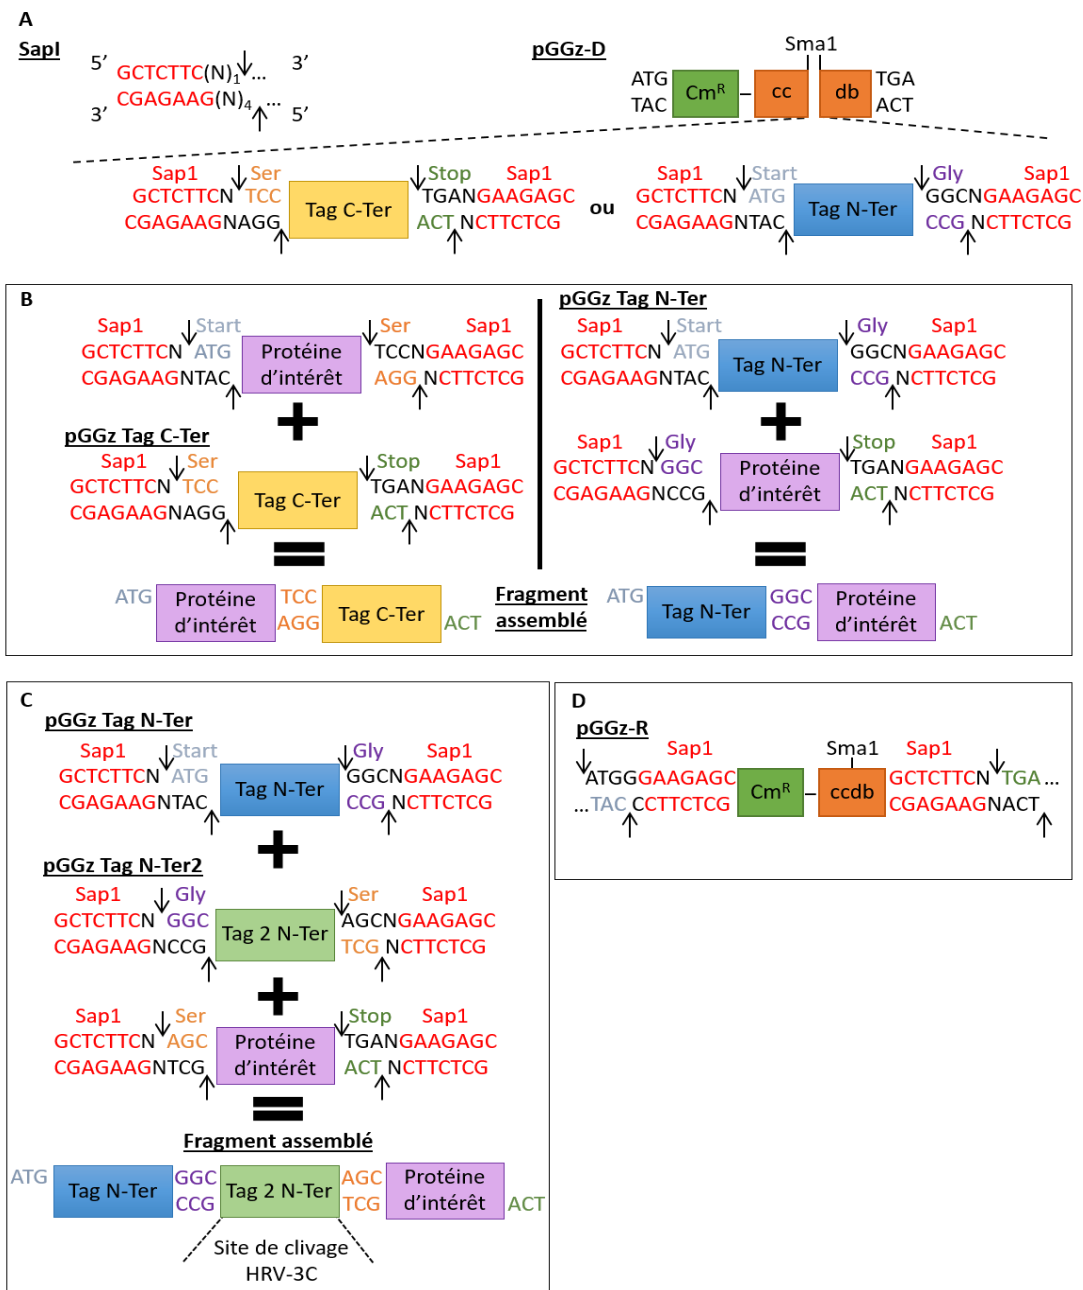 A
SapI
pGGz-D
Sma1
5’ GCTCTTC(N)1 ... 3’
3’ CGAGAAG(N)4 ... 5’
ATG CmR cc db TGA
TAC ACT
Sap1 Ser Stop Sap1
GCTCTTCN TCC TGANGAAGAGC
Tag C-Ter
CGAGAAGNAGG ACT NCTTCTCG
ou
Sap1 Start Gly Sap1
GCTCTTCN ATG GGCNGAAGAGC
Tag N-Ter
CGAGAAGNTAC CCG NCTTCTCG
B
Sap1 Start Ser Sap1
GCTCTTCN ATG Protéine TCCNGAAGAGC
CGAGAAGNTAC d’intérêt AGG NCTTCTCG
+
pGGz Tag C-Ter
Sap1 Ser Stop Sap1
GCTCTTCN TCC TGANGAAGAGC
Tag C-Ter
CGAGAAGNAGG ACT NCTTCTCG
=
ATG Protéine TCC Tag C-Ter
d’intérêt AGG ACT
pGGz Tag N-Ter
Sap1 Start Gly Sap1
GCTCTTCN ATG GGCNGAAGAGC
Tag N-Ter
CGAGAAGNTAC CCG NCTTCTCG
+
Sap1 Gly Stop Sap1
GCTCTTCN GGC Protéine TGANGAAGAGC
CGAGAAGNCCG d’intérêt ACT NCTTCTCG
=
Fragment
assemblé
ATG Tag N-Ter GGC Protéine
CCG d’intérêt ACT
C
pGGz Tag N-Ter
Sap1 Start Gly Sap1
GCTCTTCN ATG GGCNGAAGAGC
Tag N-Ter
CGAGAAGNTAC CCG NCTTCTCG
+
pGGz Tag N-Ter2
Sap1 Gly Ser Sap1
GCTCTTCN GGC AGCNGAAGAGC
Tag 2 N-Ter
CGAGAAGNCCG TCG NCTTCTCG
+
Sap1 Ser Stop Sap1
GCTCTTCN AGC Protéine TGANGAAGAGC
CGAGAAGNTCG d’intérêt ACT NCTTCTCG
=
Fragment assemblé
ATG Tag N-Ter GGC Tag 2 N-Ter AGC Protéine
CCG TCG d’intérêt ACT
Site de clivage
HRV-3C
D
pGGz-R
Sap1 Sma1 Sap1
ATGGGAAGAGC CmR ccdb GCTCTTCN TGA ...
...TAC CCTTCTCG CGAGAAGNACT